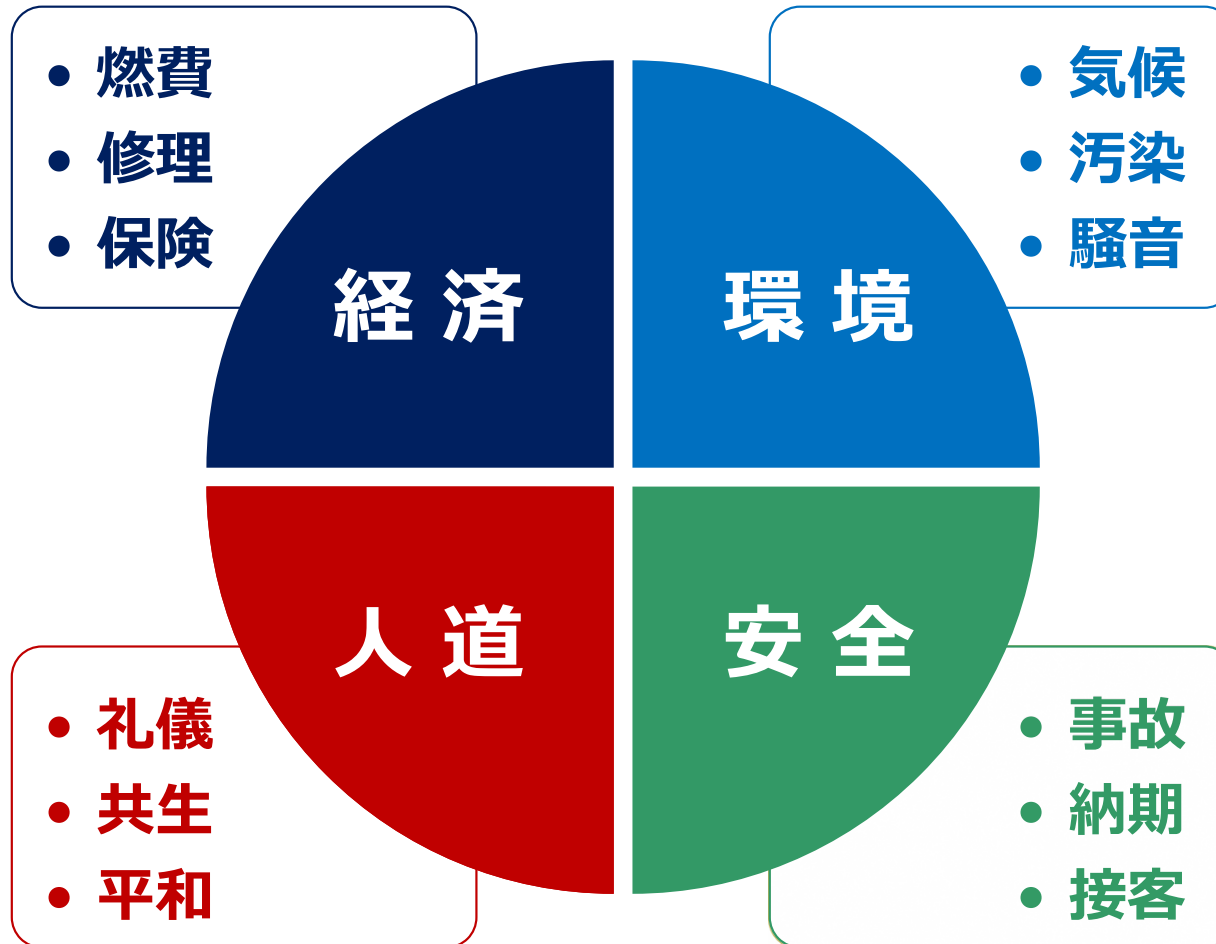 • 燃費
• 修理
• 保険
経済
• 気候
• 汚染
• 騒音
環境
人道
• 礼儀
• 共生
• 平和
安全
• 事故
• 納期
• 接客